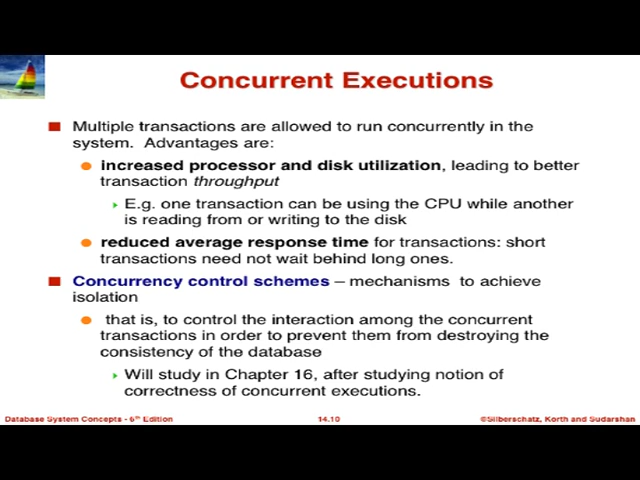 Concurrent Executions
Multiple transactions are allowed to run concurrently in the
system. Advantages are:
increased processor and disk utilization, leading to better
transaction throughput
E.g. one transaction can be using the CPU while another
is reading from or writing to the disk
reduced average response time for transactions: short
transactions need not wait behind long ones.
Concurrency control schemes – mechanisms to achieve
isolation
that is, to control the interaction among the concurrent
transactions in order to prevent them from destroying the
consistency of the database
Will study in Chapter 16, after studying notion of
correctness of concurrent executions.
Database System Concepts - 6th Edition 14.10 ©Silberschatz, Korth and Sudarshan